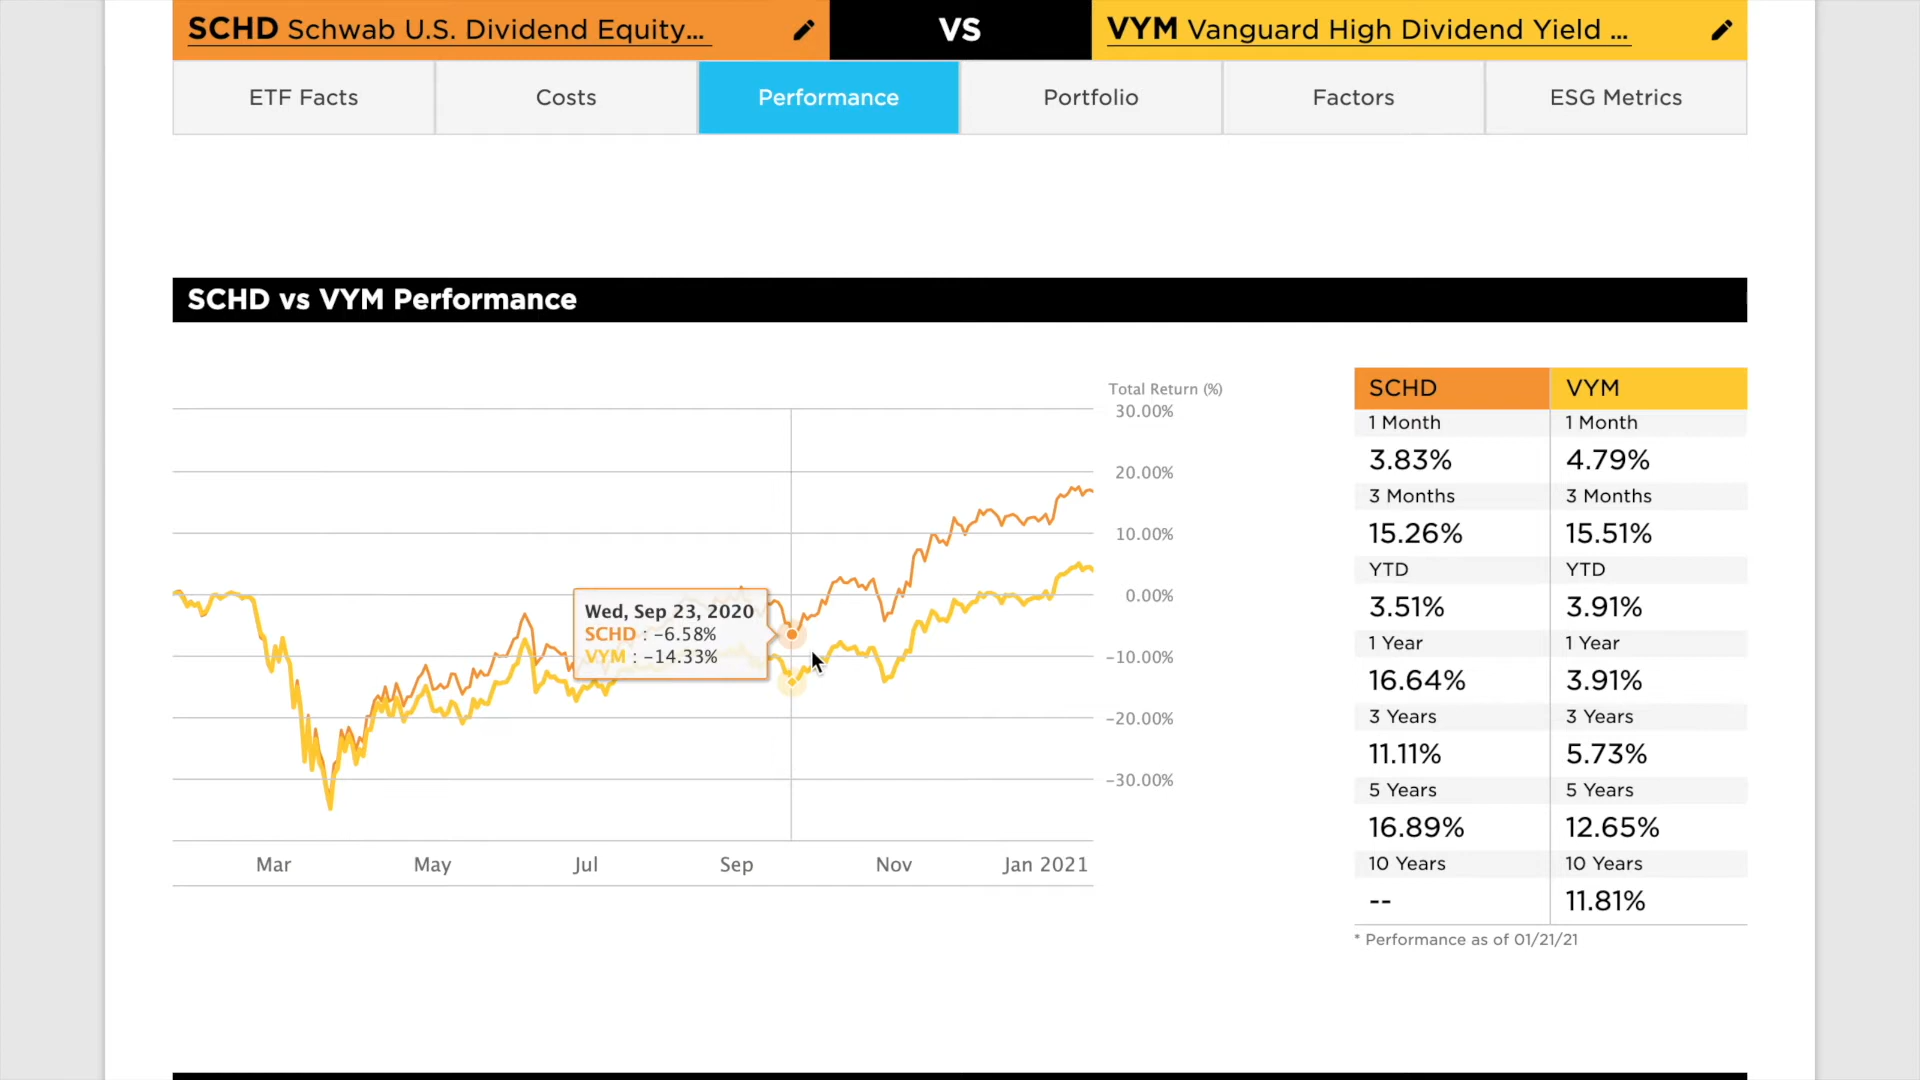 SCHD Schwab U.S. Dividend Equity...
VS
VYM Vanguard High Dividend Yield ...
ETF Facts
Costs
Performance
Portfolio
Factors
ESG Metrics
SCHD vs VYM Performance
Total Return (%)
30.00%
20.00%
10.00%
0.00%
-10.00%
-20.00%
-30.00%
Wed, Sep 23, 2020
SCHD : -6.58%
VYM : -14.33%
Mar
May
Jul
Sep
Nov
Jan 2021
SCHD
VYM
1 Month
1 Month
3.83%
4.79%
3 Months
3 Months
15.26%
15.51%
YTD
YTD
3.51%
3.91%
1 Year
1 Year
16.64%
3.91%
3 Years
3 Years
11.11%
5.73%
5 Years
5 Years
16.89%
12.65%
10 Years
10 Years
--
11.81%
* Performance as of 01/21/21